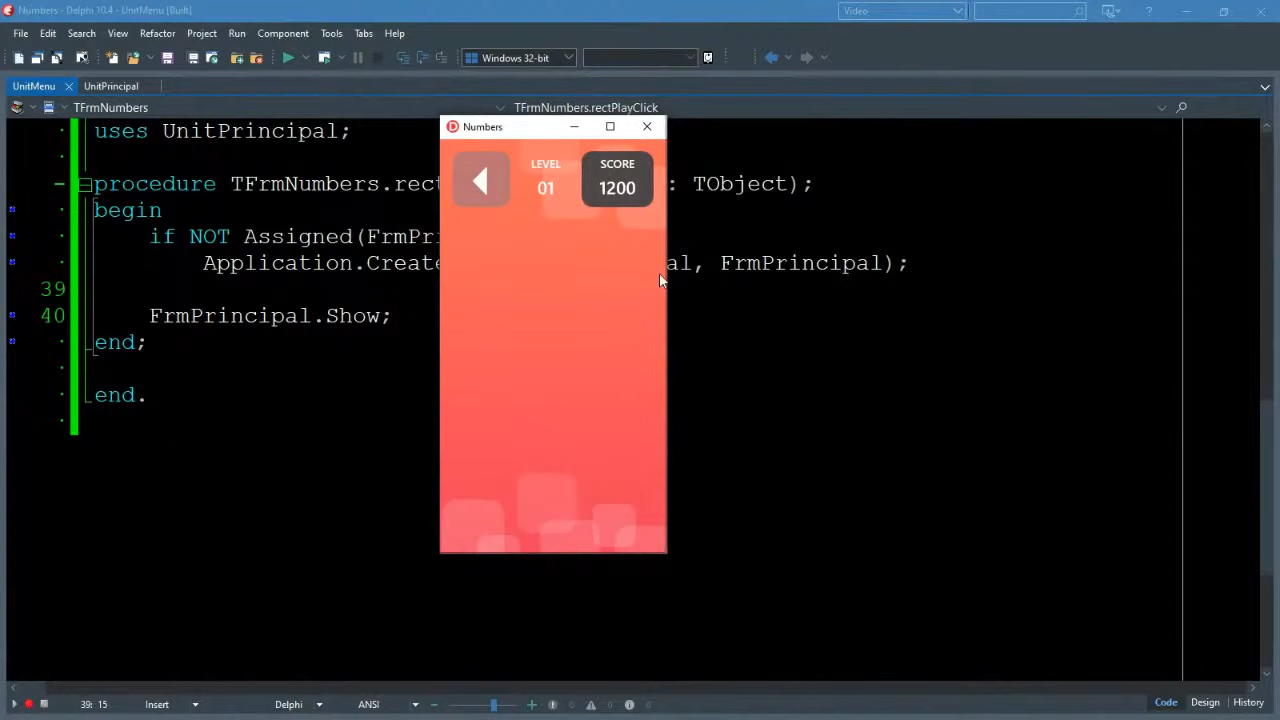 Numbers - Delphi 10.4 - UnitMenu [Built]
Video
File Edit Search View Refactor Project Run Component Tools Tabs Help
Windows 32-bit
UnitMenu UnitPrincipal
TFrmNumbers TFrmNumbers.rectPlayClick
uses UnitPrincipal;
Numbers
LEVEL SCORE
01 1200
procedure TFrmNumbers.rect : TObject);
begin
if NOT Assigned(FrmPri
Application.Create al, FrmPrincipal);
39
40 FrmPrincipal.Show;
end;
end.
39: 15 Insert Delphi ANSI 6 0 0 Code Design History